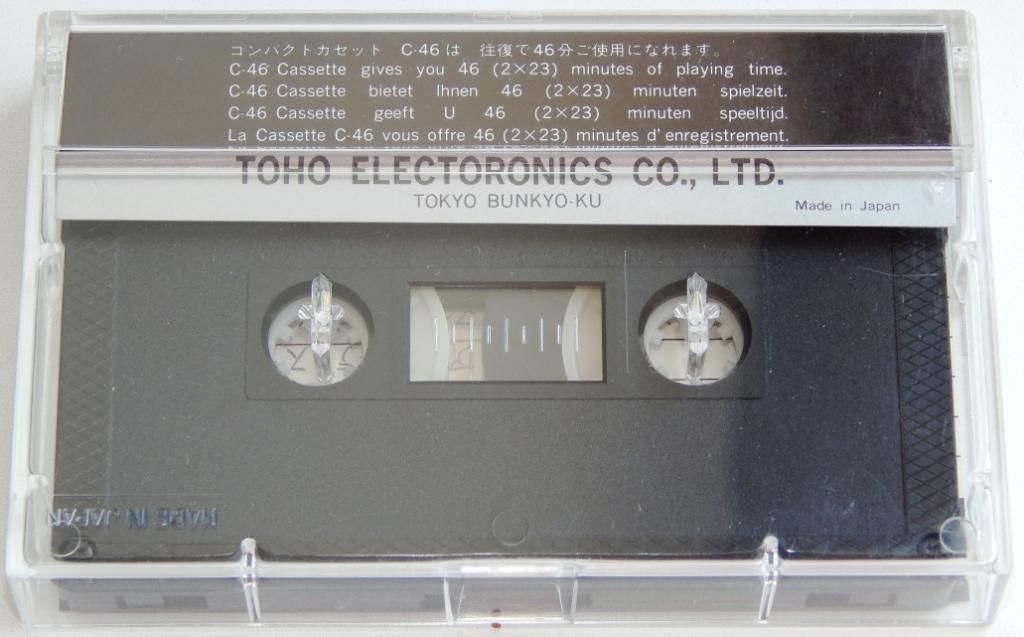 コンパクトカセット C-46は 往復で46分ご使用になれます。
C-46 Cassette gives you 46 (2×23) minutes of playing time.
C-46 Cassette bietet Ihnen 46 (2×23) minuten spielzeit.
C-46 Cassette geeft U 46 (2×23) minuten speeltijd.
La Cassette C-46 vous offre 46 (2×23) minutes d'enregistrement.
TOHO ELECTORONICS CO., LTD.
TOKYO BUNKYO-KU
Made in Japan
MADE IN JAPAN